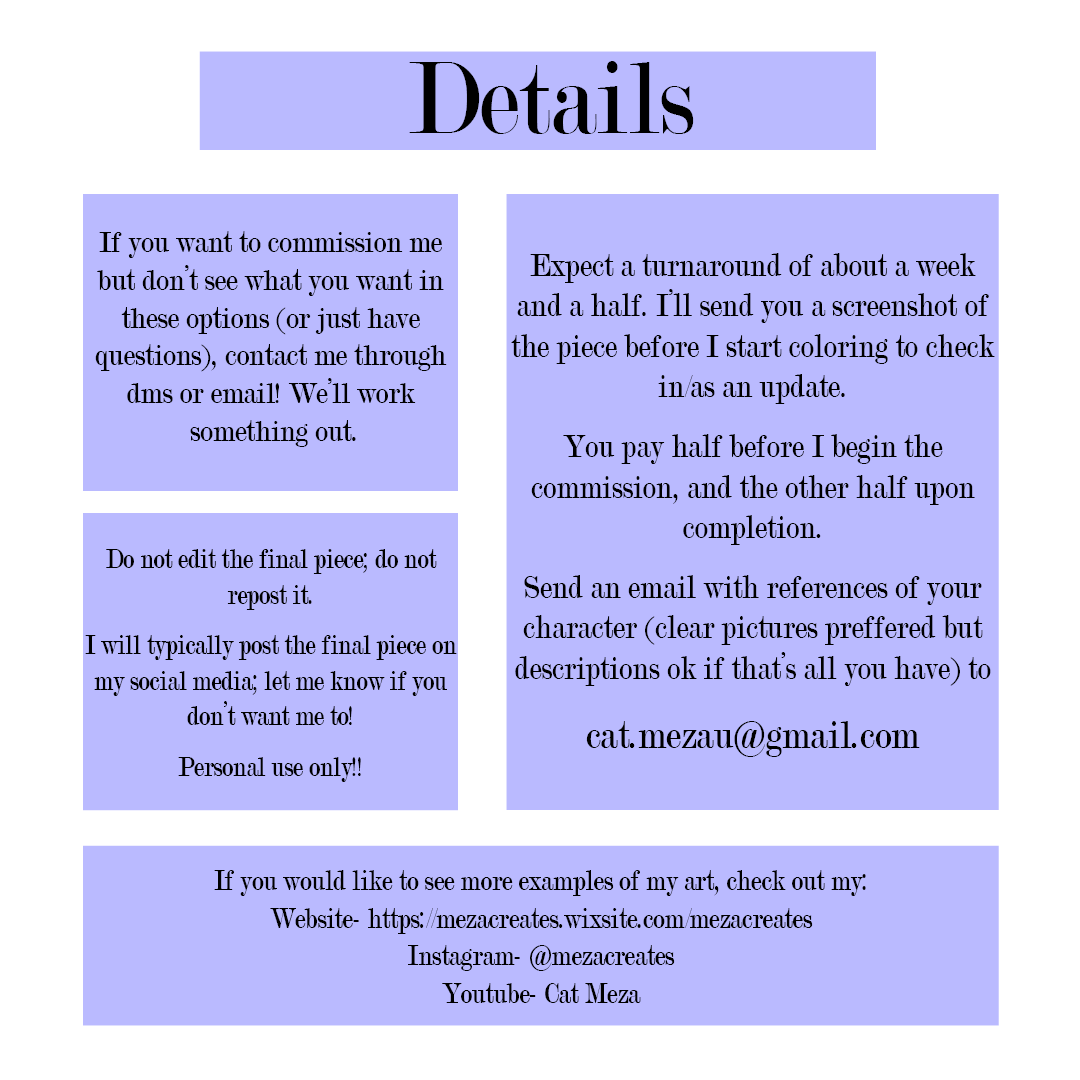 Details
If you want to commission me
but don't see what you want in
these options (or just have
questions), contact me through
dms or email! We'll work
something out.
Do not edit the final piece; do not
repost it.
I will typically post the final piece on
my social media; let me know if you
don't want me to!
Personal use only!!
Expect a turnaround of about a week
and a half. I'll send you a screenshot of
the piece before I start coloring to check
in/as an update.
You pay half before I begin the
commission, and the other half upon
completion.
Send an email with references of your
character (clear pictures preffered but
descriptions ok if that's all you have) to
cat.mezau@gmail.com
If you would like to see more examples of my art, check out my:
Website- https://mezacreates.wixsite.com/mezacreates
Instagram- @mezacreates
Youtube- Cat Meza